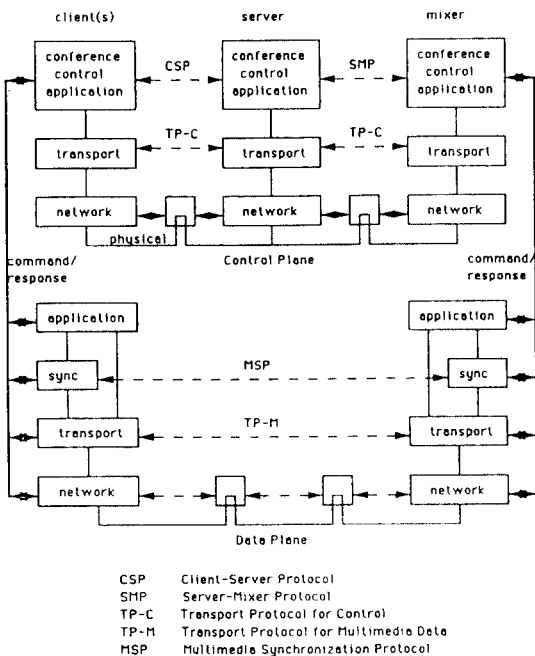 client(s) server mixer
conference control application
CSP
conference control application
SMP
conference control application
transport
TP-C
transport
TP-C
transport
network
network
network
physical
Control Plane
command/
response
command/
response
application
application
sync
MSP
sync
transport
TP-M
transport
network
network
Data Plane
CSP Client-Server Protocol
SMP Server-Mixer Protocol
TP-C Transport Protocol for Control
TP-M Transport Protocol for Multimedia Data
MSP Multimedia Synchronization Protocol